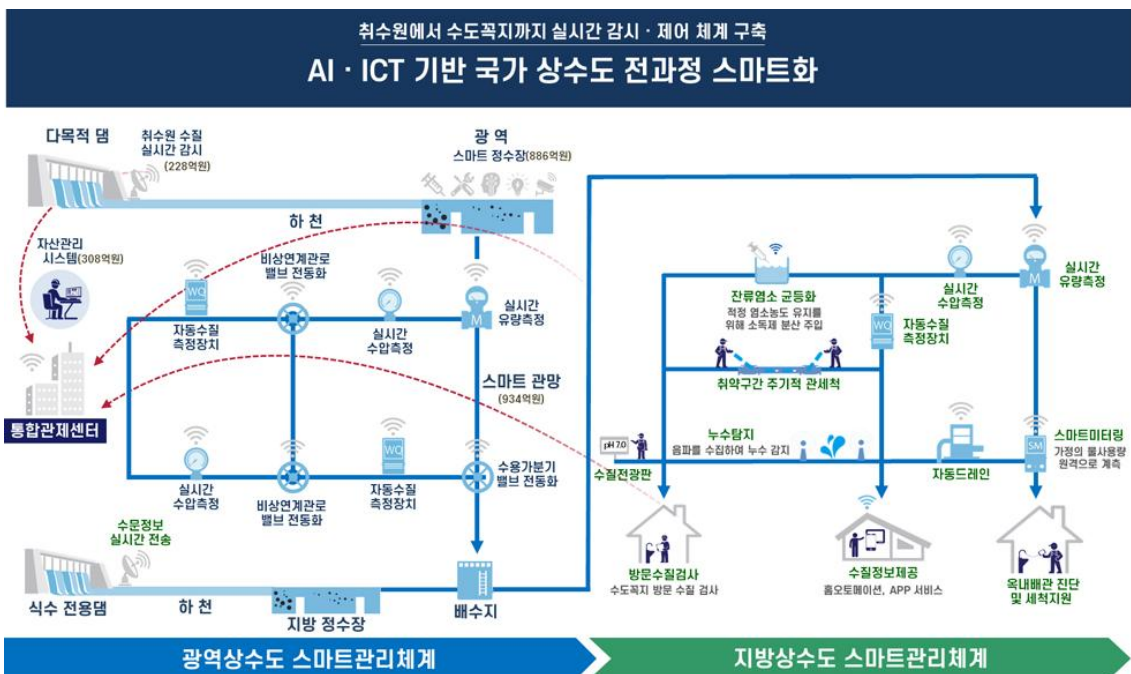 취수원에서 수도꼭지까지 실시간 감시 · 제어 체계 구축
AI · ICT 기반 국가 상수도 전과정 스마트화
다목적 댐
취수원 수질
실시간 감시
(228억원)
광 역
스마트 정수장(886억원)
하 천
자산관리
시스템(308억원)
비상연계관로
밸브 전동화
WQ
자동수질
측정장치
실시간
수압측정
M
실시간
유량측정
스마트 관망
(934억원)
통합관제센터
실시간
수압측정
비상연계관로
밸브 전동화
WQ
자동수질
측정장치
수용가분기
밸브 전동화
수문정보
실시간 전송
식수 전용댐
하 천
지방 정수장
배수지
잔류염소 균등화
적정 염소농도 유지를
위해 소독제 분산 주입
WQ
자동수질
측정장치
실시간
수압측정
M
실시간
유량측정
취약구간 주기적 관세척
pH 7.0
수질전광판
누수탐지
음파를 수집하여 누수 감지
자동드레인
SM
스마트미터링
가정의 물사용량
원격으로 계측
방문수질검사
수도꼭지 방문 수질 검사
수질정보제공
홈오토메이션, APP 서비스
옥내배관 진단
및 세척지원
광역상수도 스마트관리체계
지방상수도 스마트관리체계